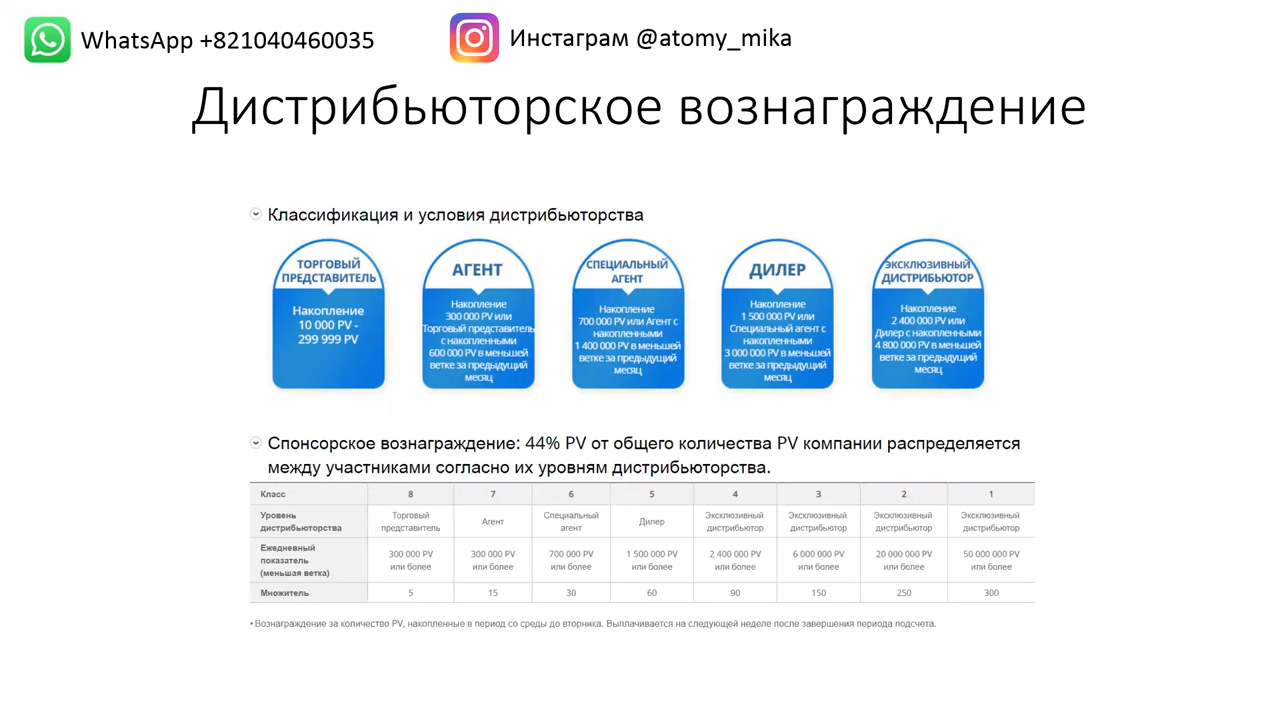 WhatsApp +821040460035
Инстаграм @atomy_mika
Дистрибьюторское вознаграждение
Классификация и условия дистрибьюторства
ТОРГОВЫЙ
ПРЕДСТАВИТЕЛЬ
Накопление
10 000 PV -
299 999 PV
АГЕНТ
Накопление
300 000 PV или
Торговый представитель
с накопленными
600 000 PV в меньшей
ветке за предыдущий
месяц
СПЕЦИАЛЬНЫЙ
АГЕНТ
Накопление
700 000 PV или Агент с
накопленными
1 400 000 PV в меньшей
ветке за предыдущий
месяц
ДИЛЕР
Накопление
1 500 000 PV или
Специальный агент с
накопленными
3 000 000 PV в меньшей
ветке за предыдущий
месяц
ЭКСКЛЮЗИВНЫЙ
ДИСТРИБЬЮТОР
Накопление
2 400 000 PV или
Дилер с накопленными
4 800 000 PV в меньшей
ветке за предыдущий
месяц
Спонсорское вознаграждение: 44% PV от общего количества PV компании распределяется
между участниками согласно их уровням дистрибьюторства.
Класс 8 7 6 5 4 3 2 1
Уровень
дистрибьюторства
Торговый
представитель
Агент
Специальный
агент
Дилер
Эксклюзивный
дистрибьютор
Эксклюзивный
дистрибьютор
Эксклюзивный
дистрибьютор
Эксклюзивный
дистрибьютор
Ежедневный
показатель
(меньшая ветка)
300 000 PV
или более
300 000 PV
или более
700 000 PV
или более
1 500 000 PV
или более
2 400 000 PV
или более
6 000 000 PV
или более
20 000 000 PV
или более
50 000 000 PV
или более
Множитель 5 15 30 60 90 150 250 300
• Вознаграждение за количество PV, накопленные в период со среды до вторника. Выплачивается на следующей неделе после завершения периода подсчета.